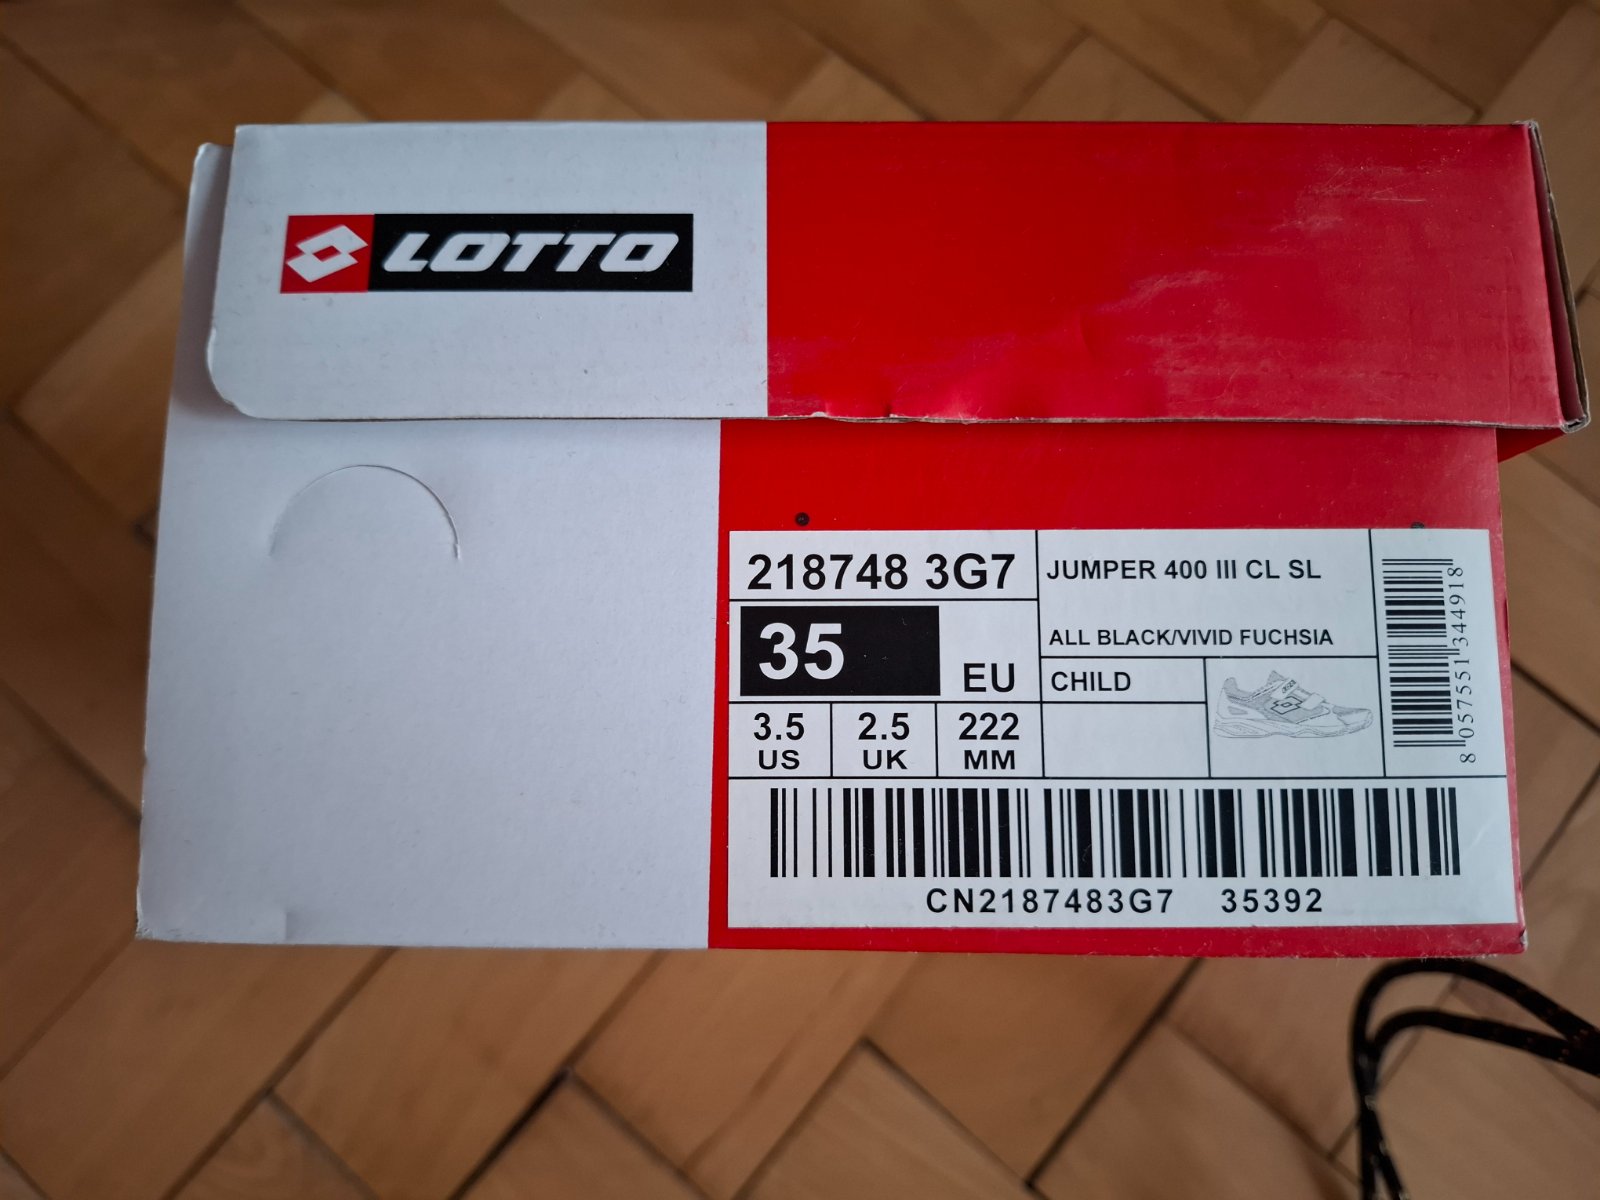 LOTTO
218748 3G7
JUMPER 400 III CL SL
ALL BLACK/VIVID FUCHSIA
35
EU
CHILD
3.5
US
2.5
UK
222
MM
8 057551 344918
CN2187483G7 35392